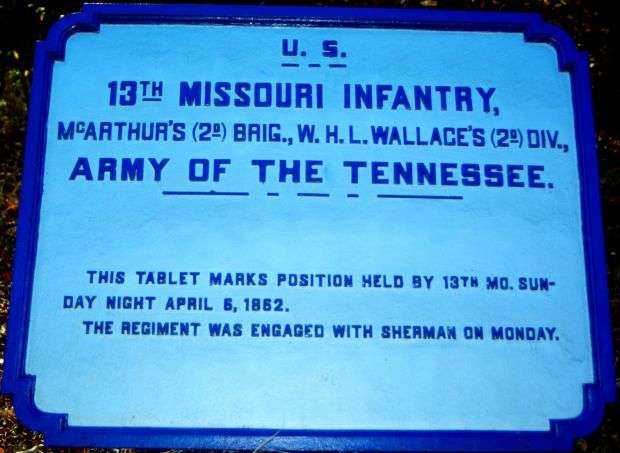 U. S.
13TH MISSOURI INFANTRY,
McARTHUR'S (2D) BRIG., W. H. L. WALLACE'S (2D) DIV.,
ARMY OF THE TENNESSEE.
THIS TABLET MARKS POSITION HELD BY 13TH MO. SUN-
DAY NIGHT APRIL 6, 1862.
THE REGIMENT WAS ENGAGED WITH SHERMAN ON MONDAY.